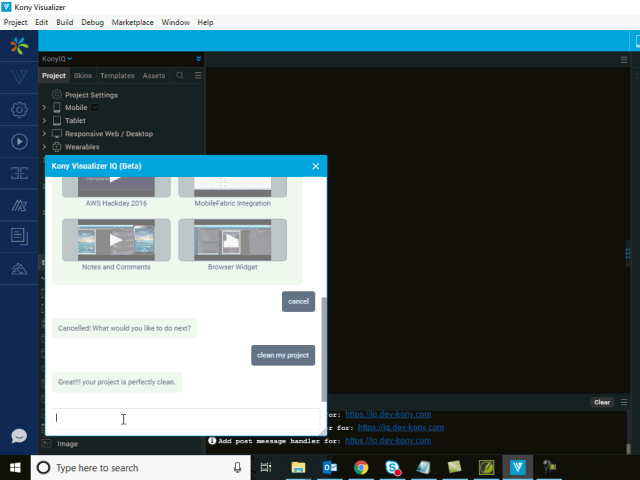 Kony Visualizer
Project Edit Build Debug Marketplace Window Help
KonyIQ
Project Skins Templates Assets
Project Settings
Mobile
Tablet
Responsive Web / Desktop
Wearables
Kony Visualizer IQ (Beta)
AWS Hackday 2016 MobileFabric Integration
Notes and Comments Browser Widget
cancel
Cancelled! What would you like to do next?
clean my project
Great!!! your project is perfectly clean.
Clear
or: https://iq.dev-kony.com
er for: https://iq.dev-kony.com
Add post message handler for: https://iq.dev-kony.com
Image
Type here to search